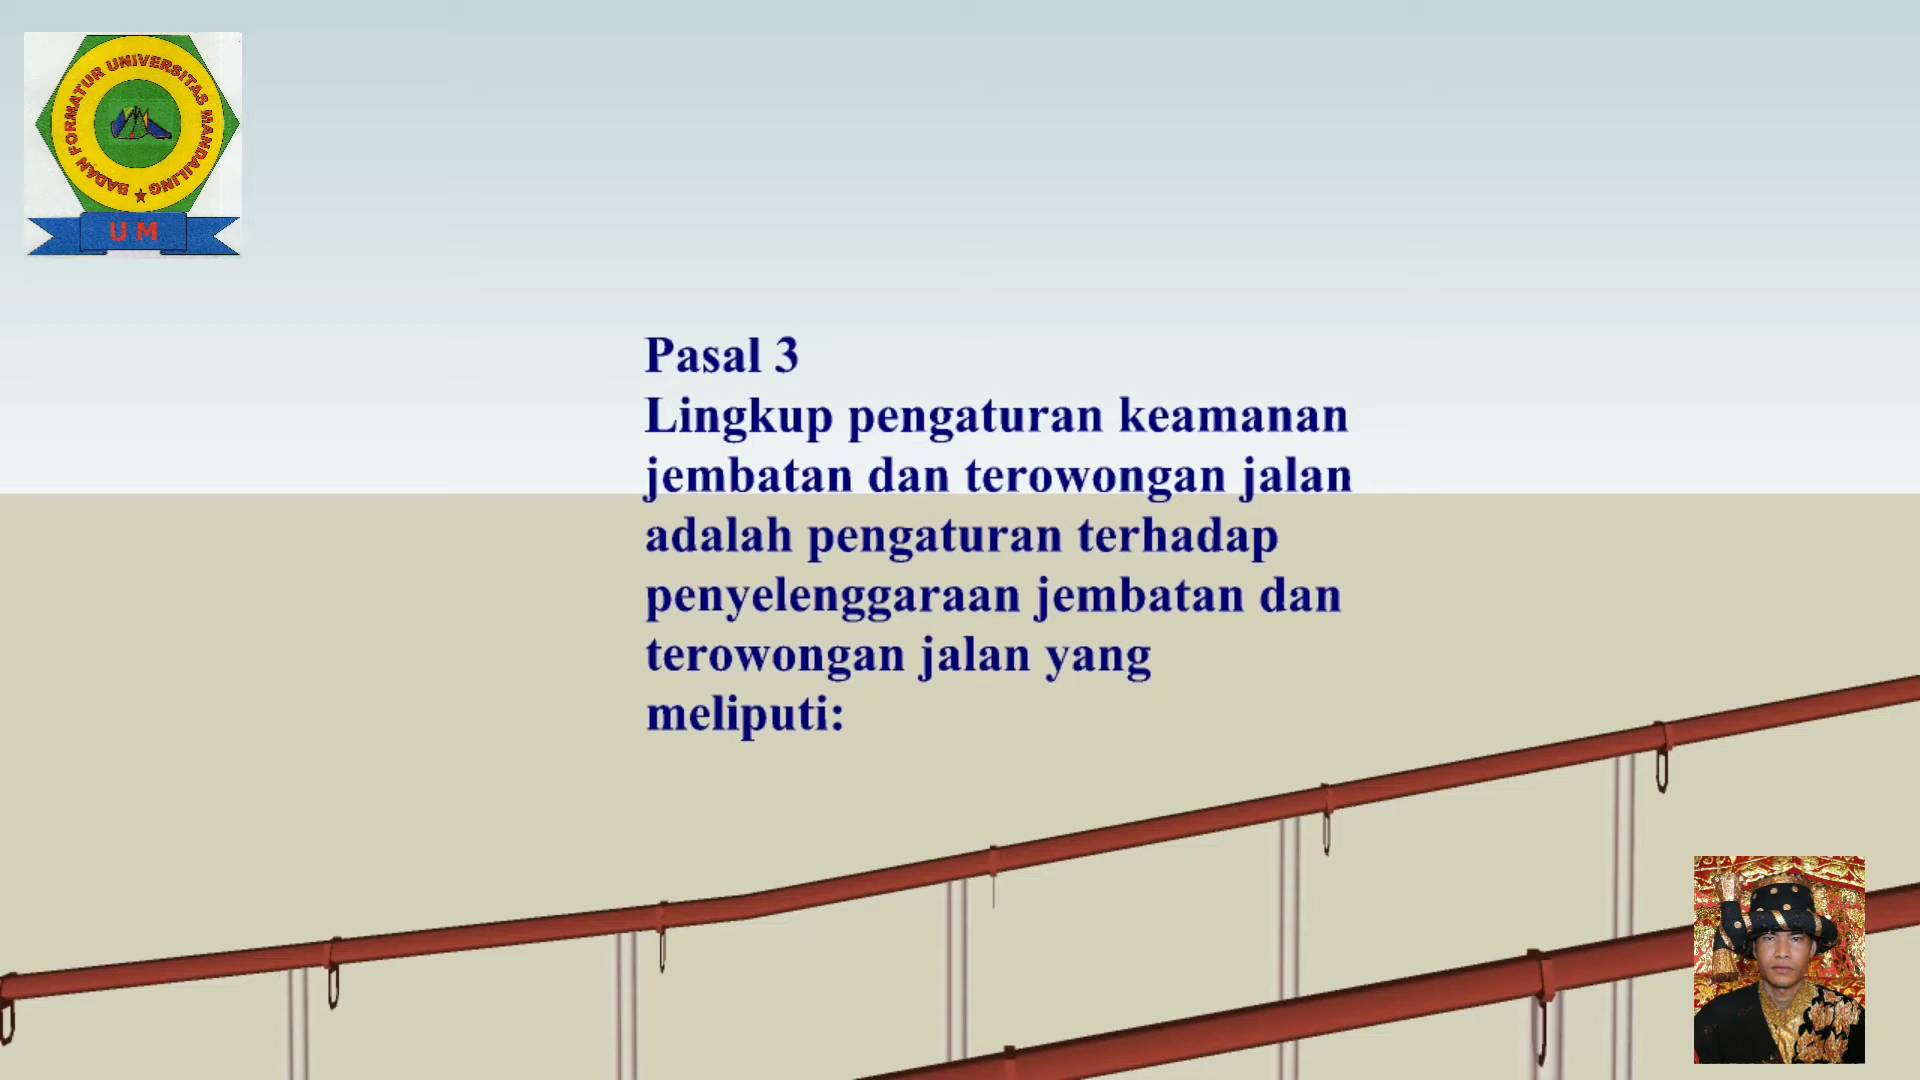 BADAN FORMATUR UNIVERSITAS MANDAILING
U M
Pasal 3
Lingkup pengaturan keamanan
jembatan dan terowongan jalan
adalah pengaturan terhadap
penyelenggaraan jembatan dan
terowongan jalan yang
meliputi: